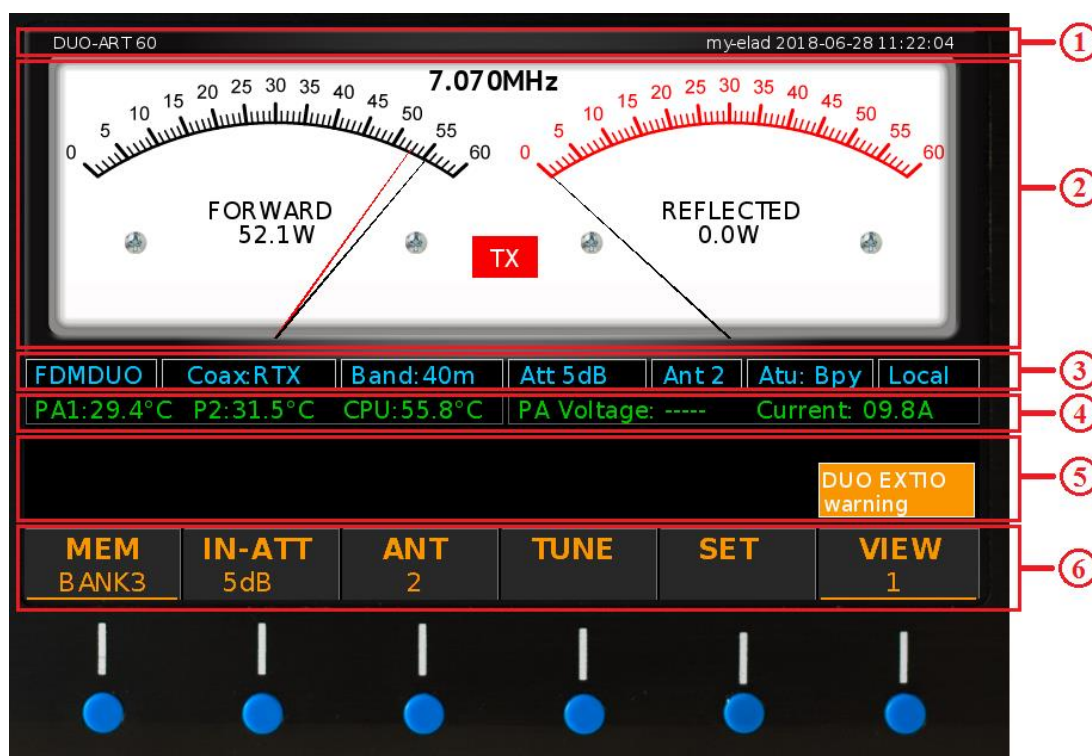 DUO-ART 60 my-elad 2018-06-28 11:22:04
1
7.070MHz
0 5 10 15 20 25 30 35 40 45 50 55 60
0 5 10 15 20 25 30 35 40 45 50 55 60
FORWARD REFLECTED
52.1W 0.0W
TX
2
FDMDUO Coax:RTX Band:40m Att 5dB Ant 2 Atu: Bpy Local
3
PA1:29.4°C P2:31.5°C CPU:55.8°C PA Voltage: ----- Current: 09.8A
4
DUO EXTIO
warning
5
MEM IN-ATT ANT TUNE SET VIEW
BANK3 5dB 2 1
6